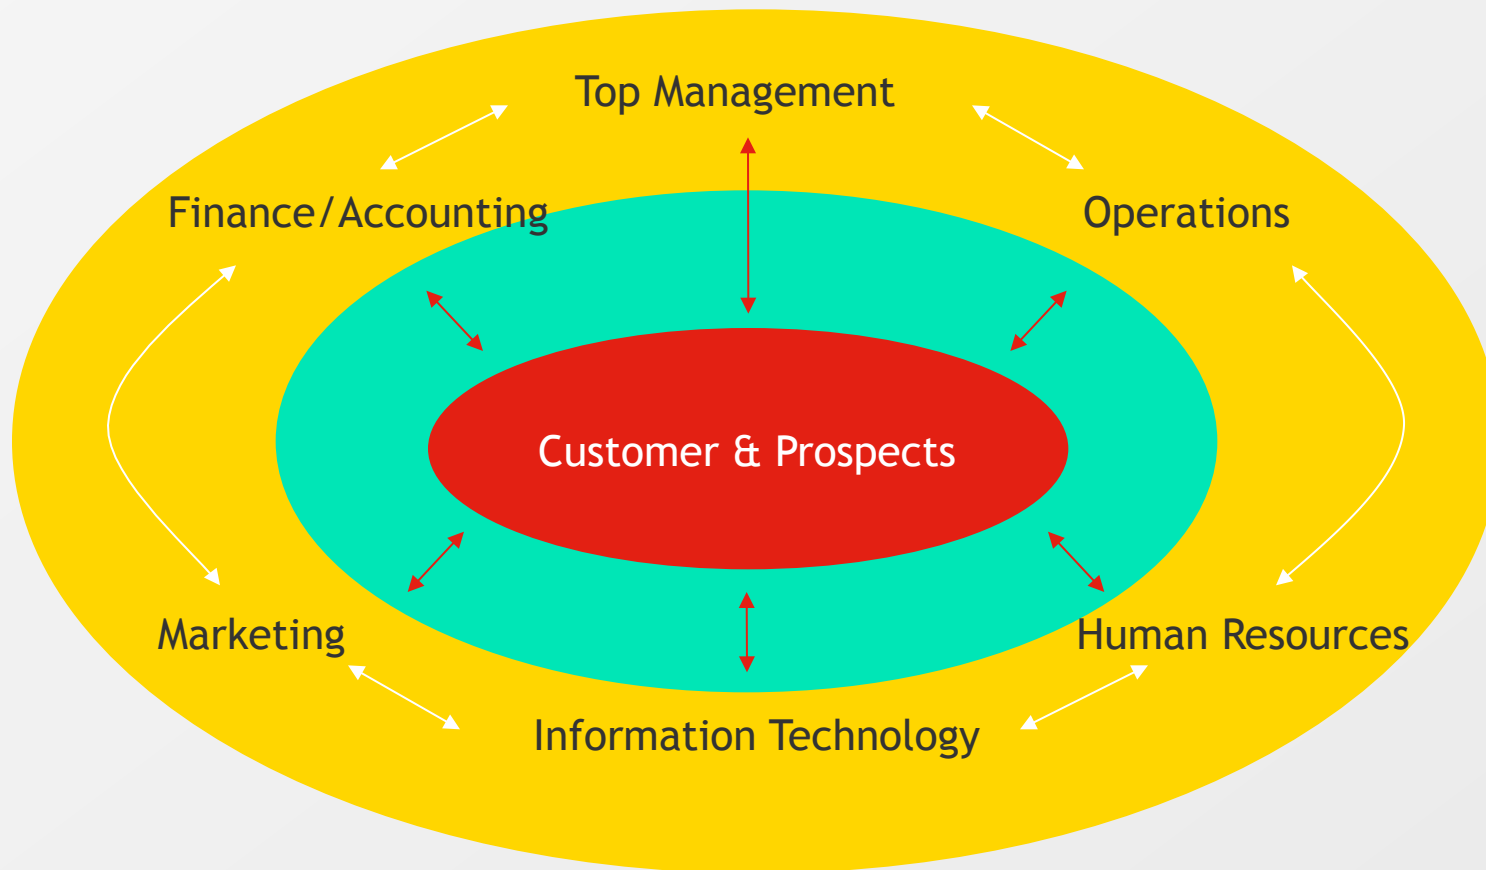 Top Management
Finance/Accounting
Operations
Customer & Prospects
Marketing
Human Resources
Information Technology